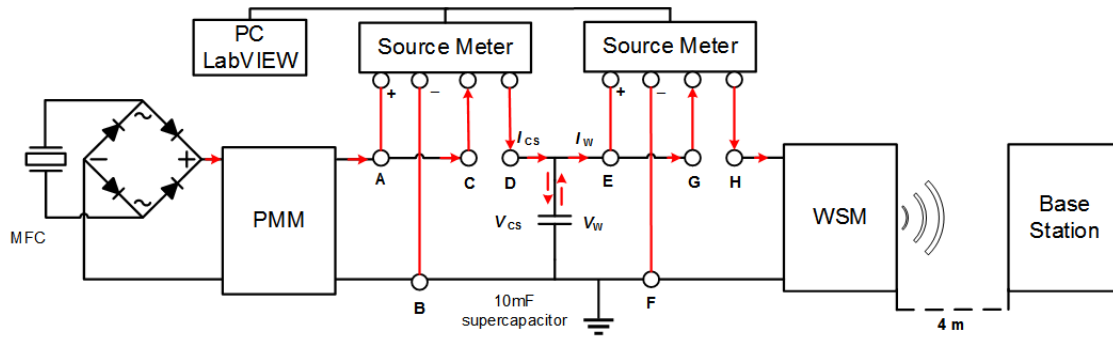 PC
LabVIEW
Source Meter
Source Meter
+
−
+
−
I_CS
I_W
~
−
+
~
A
C
D
E
G
H
MFC
PMM
V_CS
V_W
WSM
Base
Station
B
10mF
supercapacitor
F
4 m